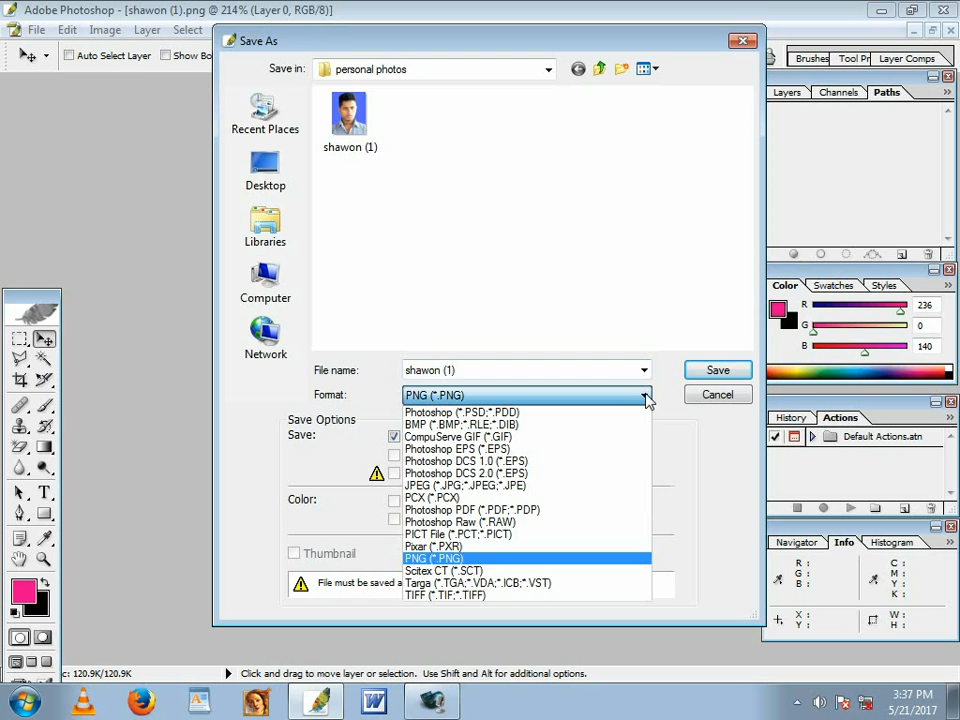 Adobe Photoshop - [shawon (1).png @ 214% (Layer 0, RGB/8)]
File Edit Image Layer Select
Auto Select Layer Show Bo
Brushes Tool Pr Layer Comps
Save As
Save in: personal photos
Recent Places
Desktop
Libraries
Computer
Network
shawon (1)
File name: shawon (1)
Save
Format: PNG (*.PNG)
Cancel
Photoshop (*.PSD;*.PDD)
BMP (*.BMP;*.RLE;*.DIB)
CompuServe GIF (*.GIF)
Photoshop EPS (*.EPS)
Photoshop DCS 1.0 (*.EPS)
Photoshop DCS 2.0 (*.EPS)
JPEG (*.JPG;*.JPEG;*.JPE)
PCX (*.PCX)
Photoshop PDF (*.PDF;*.PDP)
Photoshop Raw (*.RAW)
PICT File (*.PCT;*.PICT)
Pixar (*.PXR)
PNG (*.PNG)
Scitex CT (*.SCT)
Targa (*.TGA;*.VDA;*.ICB;*.VST)
TIFF (*.TIF;*.TIFF)
Save Options
Save:
Color:
Thumbnail
File must be saved a
Layers Channels Paths
Color Swatches Styles
R 236
G 0
B 140
History Actions
Default Actions.atn
Navigator Info Histogram
R :
G :
B :
C :
M :
Y :
K :
X :
Y :
W :
H :
c: 120.9K/120.9K
Click and drag to move layer or selection. Use Shift and Alt for additional options.
3:37 PM
5/21/2017